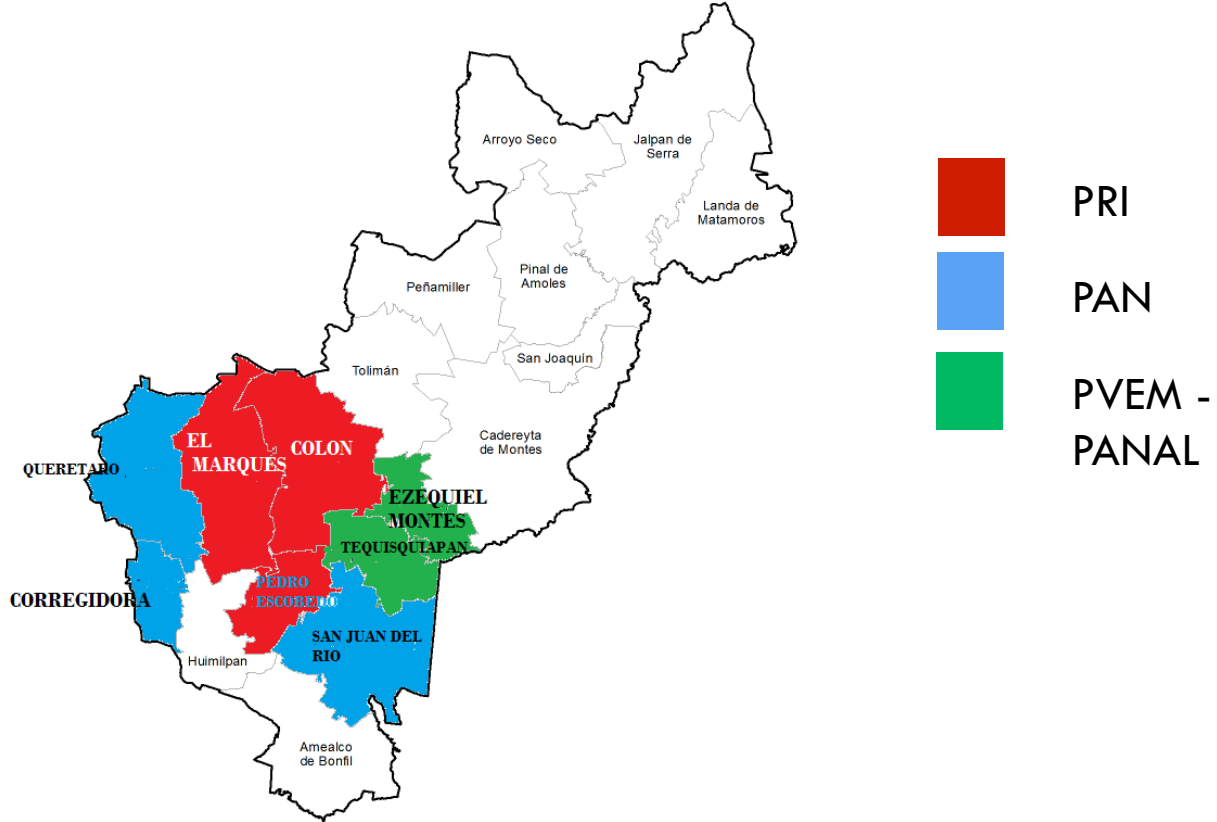 Arroyo Seco
Jalpan de
Serra
Landa de
Matamoros
Pinal de
Amoles
Peñamiller
San Joaquín
Tolimán
Cadereyta
de Montes
EL
MARQUES
COLON
QUERETARO
EZEQUIEL
MONTES
TEQUISQUIAPAN
PEDRO
ESCOBEDO
CORREGIDORA
SAN JUAN DEL
RIO
Huimilpan
Amealco
de Bonfil
PRI
PAN
PVEM -
PANAL